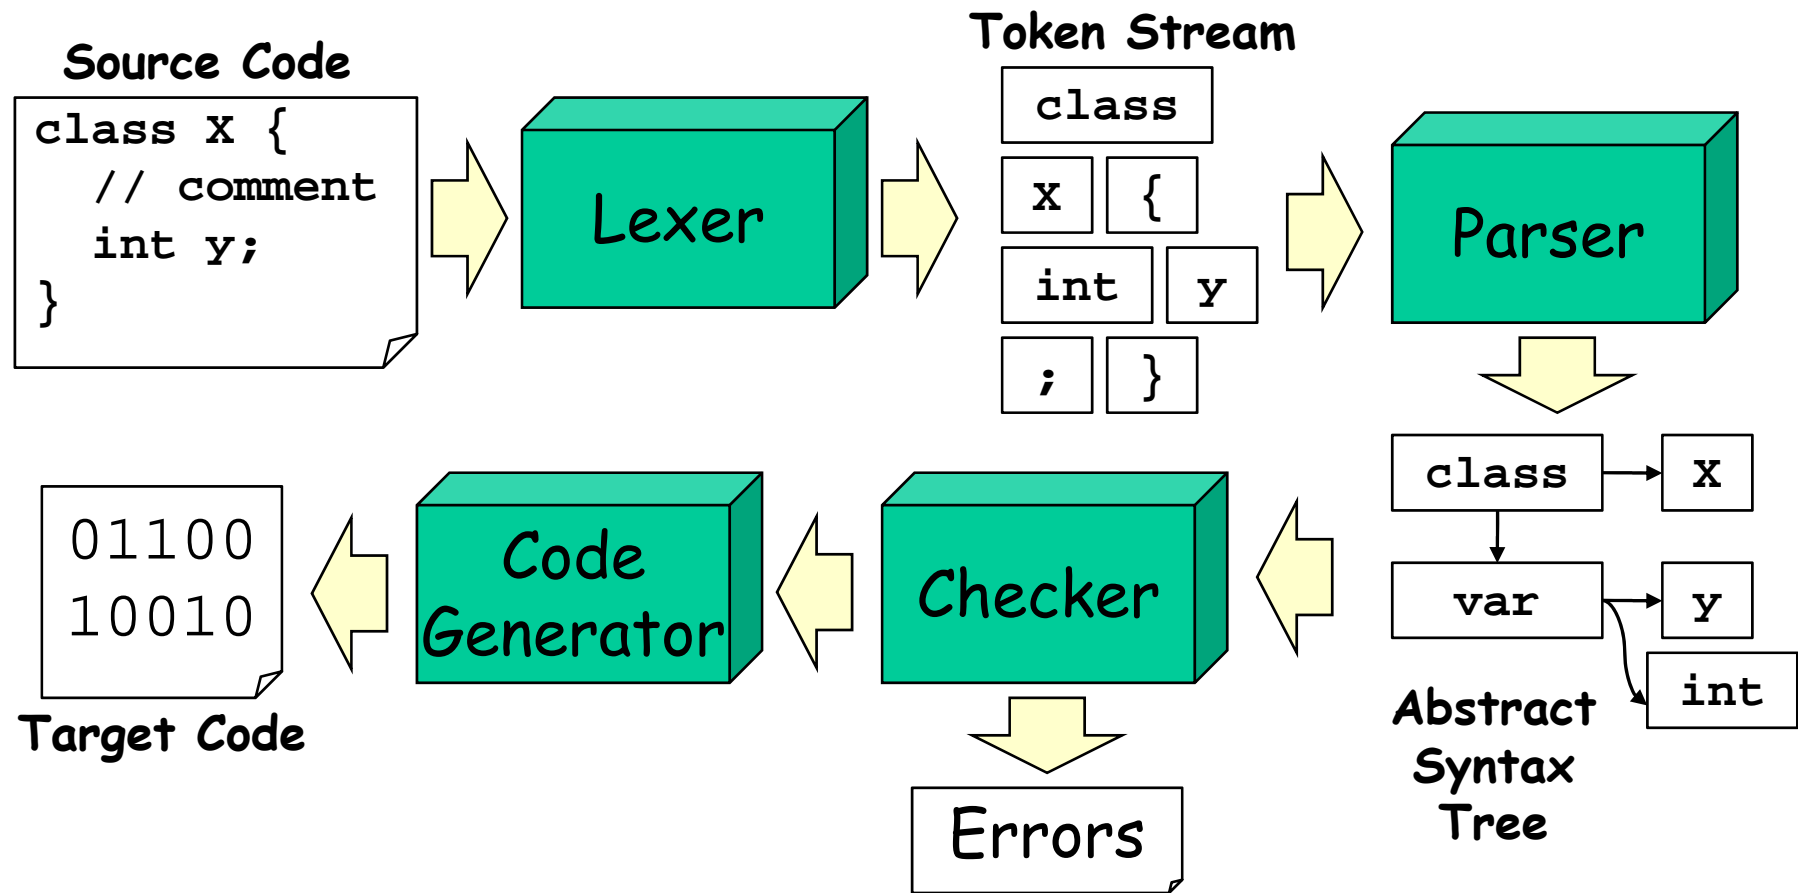 Source Code
class X {
// comment
int y;
}
Lexer
Token Stream
class
X {
int y
; }
Parser
class X
var y
int
Abstract
Syntax
Tree
Checker
Errors
Code
Generator
01100
10010
Target Code